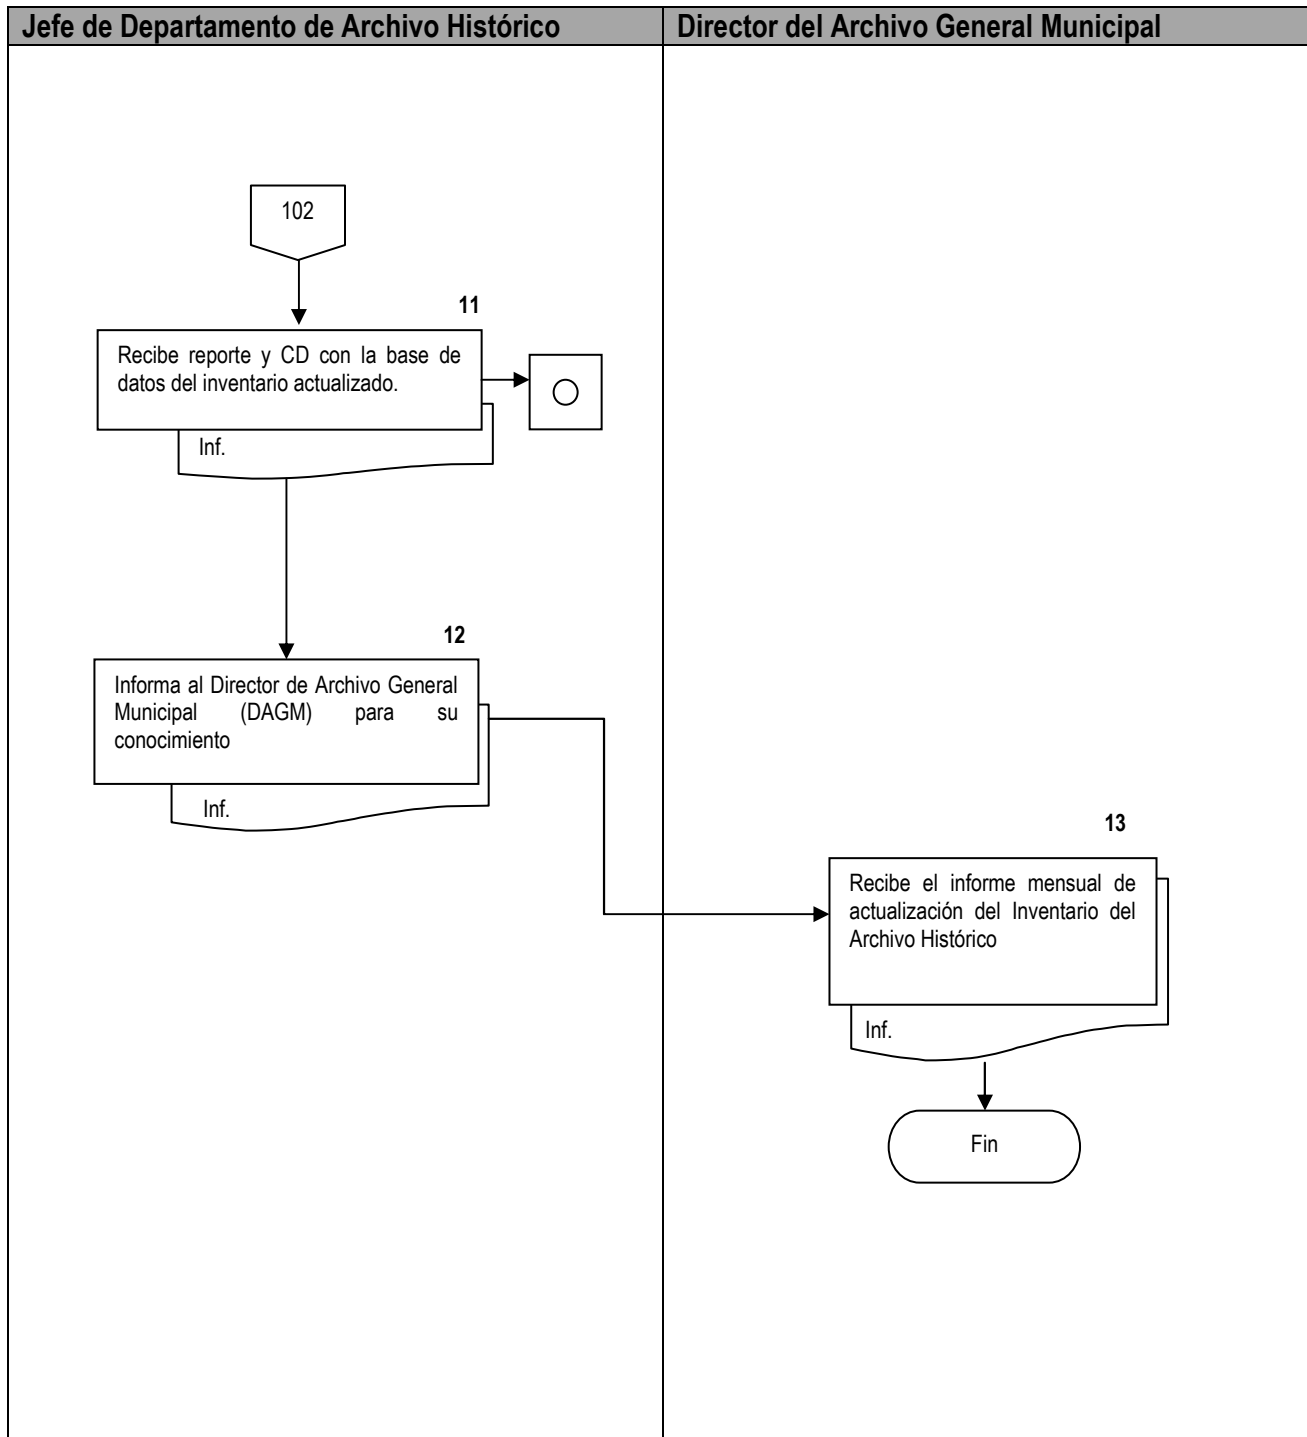 Jefe de Departamento de Archivo Histórico
Director del Archivo General Municipal
102
11
Recibe reporte y CD con la base de
datos del inventario actualizado.
Inf.
12
Informa al Director de Archivo General
Municipal (DAGM) para su
conocimiento
Inf.
13
Recibe el informe mensual de
actualización del Inventario del
Archivo Histórico
Inf.
Fin